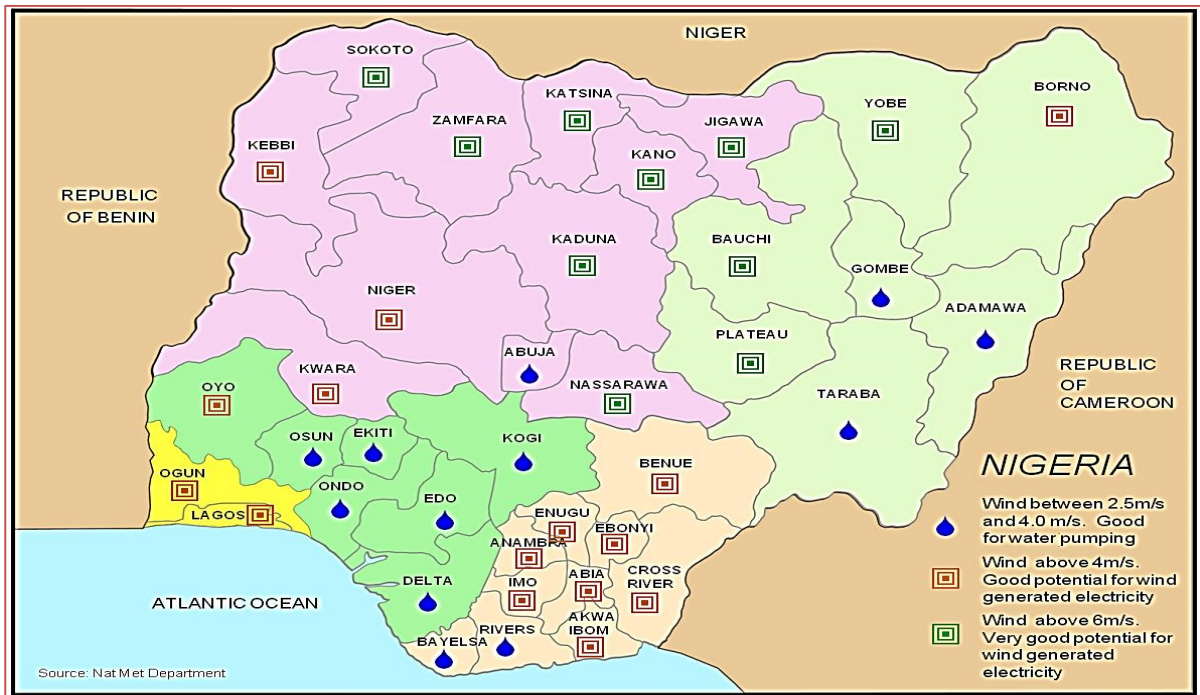 NIGER
SOKOTO
KATSINA
ZAMFARA
JIGAWA
YOBE
BORNO
KEBBI
KANO
REPUBLIC
OF BENIN
KADUNA
BAUCHI
GOMBE
NIGER
ADAMAWA
PLATEAU
ABUJA
KWARA
NASSARAWA
OYO
TARABA
REPUBLIC
OF
CAMEROON
OSUN
EKITI
KOGI
OGUN
LAGOS
ONDO
EDO
BENUE
ENUGU
EBONYI
ANAMBRA
IMO
ABIA
CROSS
RIVER
DELTA
AKWA
IBOM
RIVERS
BAYELSA
ATLANTIC OCEAN
NIGERIA
Wind between 2.5m/s
and 4.0 m/s. Good
for water pumping
Wind above 4m/s.
Good potential for wind
generated electricity
Wind above 6m/s.
Very good potential for
wind generated
electricity
Source: Nat Met Department